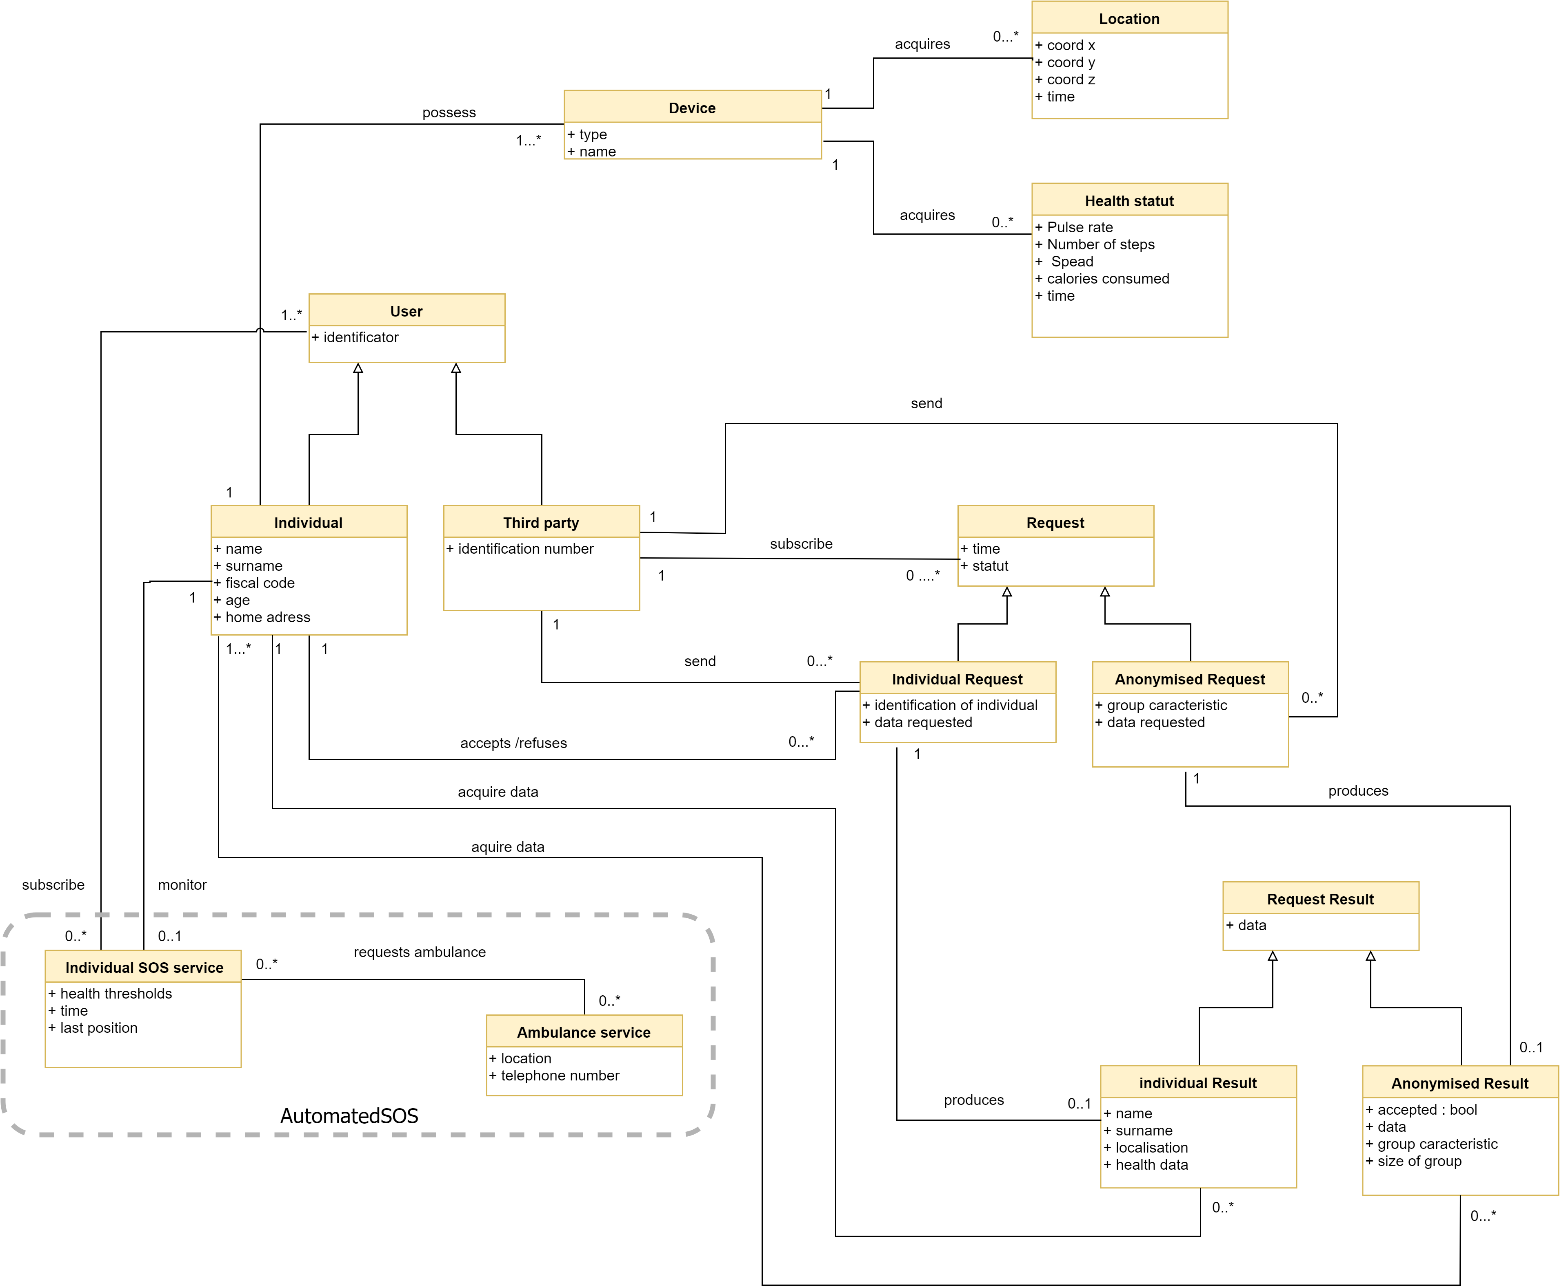 Location
+ coord x
+ coord y
+ coord z
+ time
acquires
0...*
1
Device
+ type
+ name
possess
1...*
1
acquires
0..*
Health statut
+ Pulse rate
+ Number of steps
+ Spead
+ calories consumed
+ time
User
+ identificator
1..*
send
1
Individual
+ name
+ surname
+ fiscal code
+ age
+ home adress
Third party
+ identification number
1
subscribe
1
0 ....*
Request
+ time
+ statut
1
1...*
1
1
1
send
0...*
Individual Request
+ identification of individual
+ data requested
Anonymised Request
+ group caracteristic
+ data requested
0..*
accepts /refuses
0...*
1
1
produces
acquire data
aquire data
subscribe
monitor
0..*
0..1
Individual SOS service
+ health thresholds
+ time
+ last position
0..*
requests ambulance
0..*
Ambulance service
+ location
+ telephone number
AutomatedSOS
Request Result
+ data
produces
0..1
0..1
individual Result
+ name
+ surname
+ localisation
+ health data
Anonymised Result
+ accepted : bool
+ data
+ group caracteristic
+ size of group
0..*
0...*